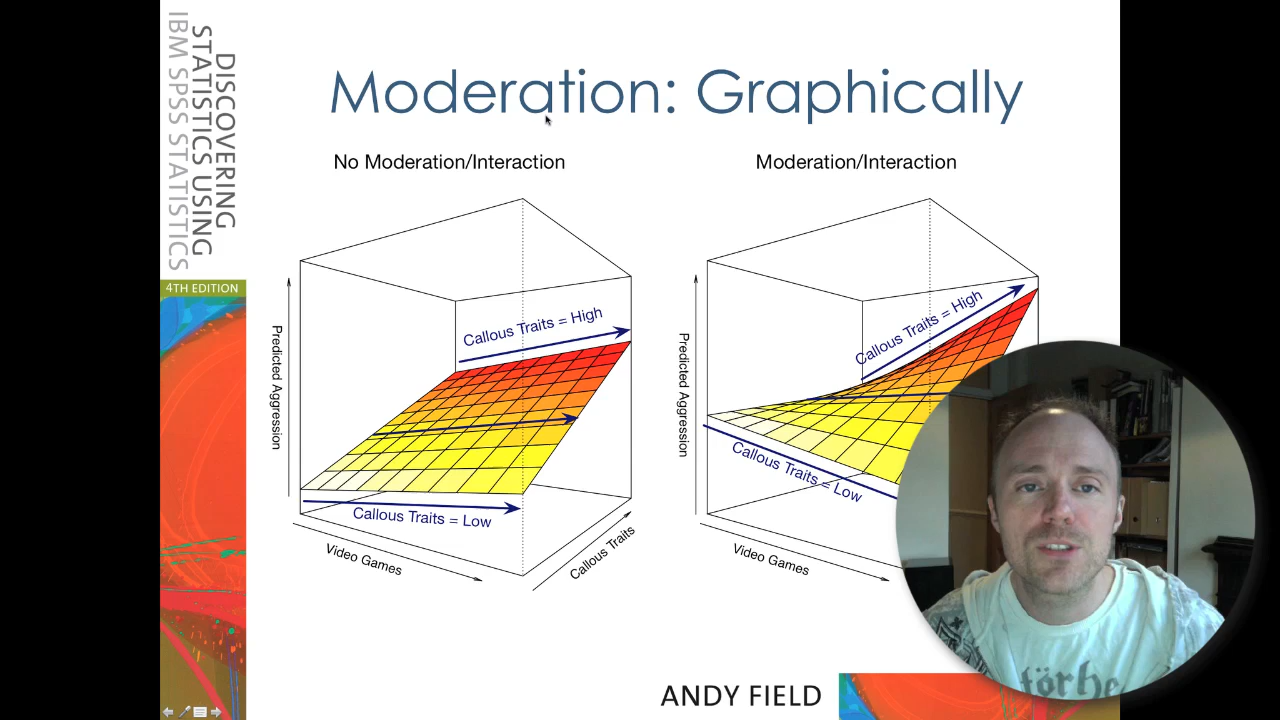 DISCOVERING
STATISTICS USING
IBM SPSS STATISTICS
4TH EDITION
Moderation: Graphically
No Moderation/Interaction
Moderation/Interaction
Predicted Aggression
Callous Traits = High
Callous Traits = Low
Video Games
Callous Traits
Predicted Aggression
Callous Traits = High
Callous Traits = Low
Video Games
törhe
ANDY FIELD